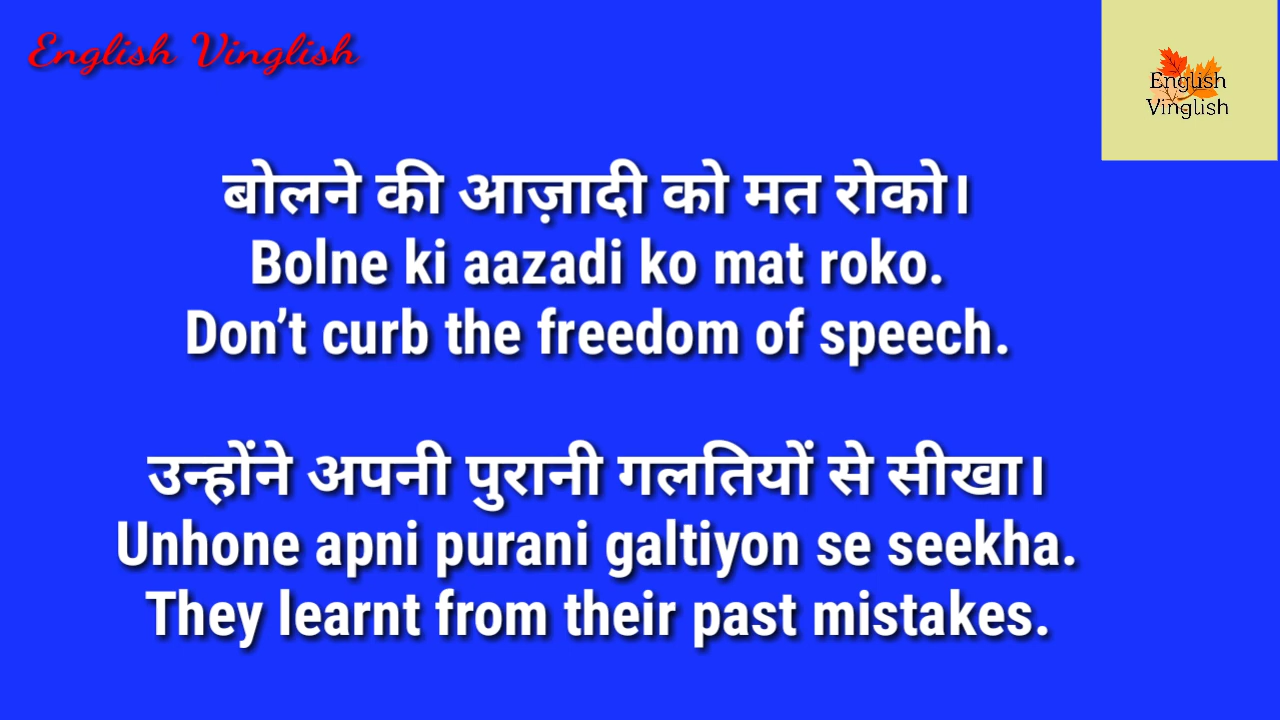 English Vinglish
English
Vinglish
बोलने की आज़ादी को मत रोको।
Bolne ki aazadi ko mat roko.
Don’t curb the freedom of speech.
उन्होंने अपनी पुरानी गलतियों से सीखा।
Unhone apni purani galtiyon se seekha.
They learnt from their past mistakes.